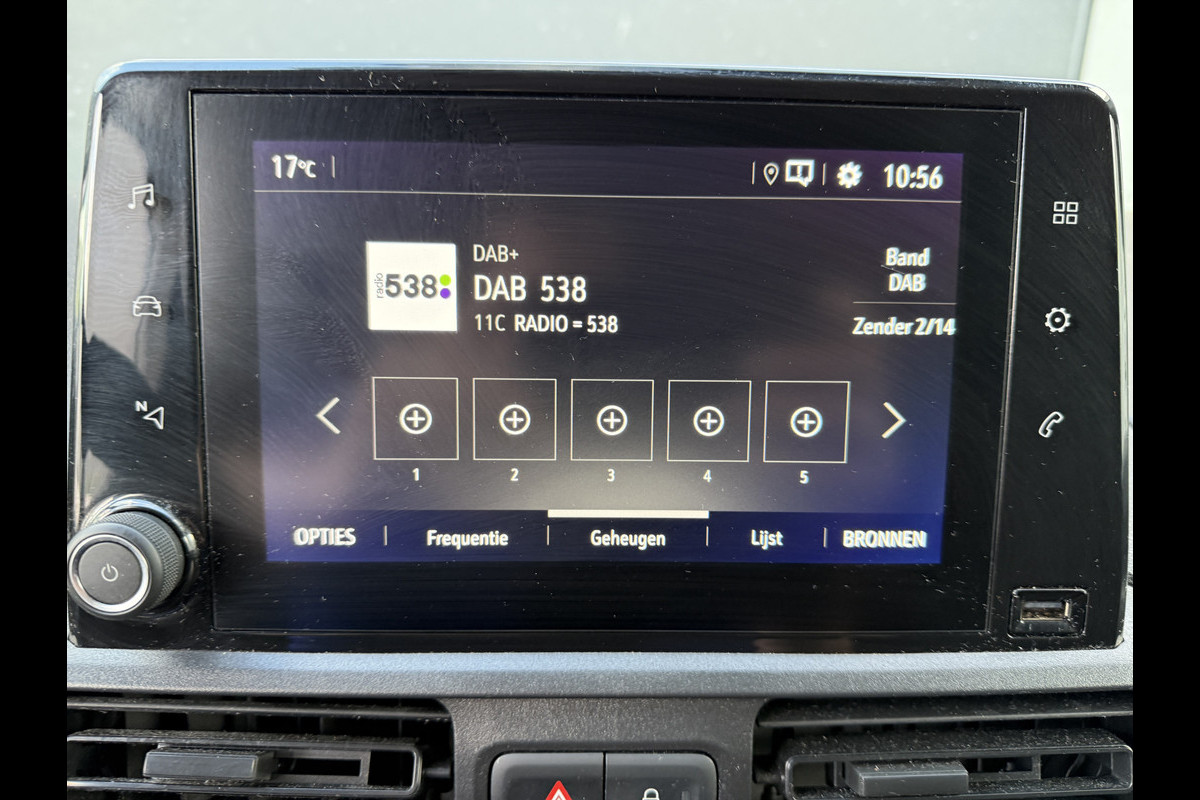 17°C
10:56
radio 538
DAB+
DAB 538
11C RADIO = 538
Band
DAB
Zender 2/14
N
1 2 3 4 5
OPTIES Frequentie Geheugen Lijst BRONNEN